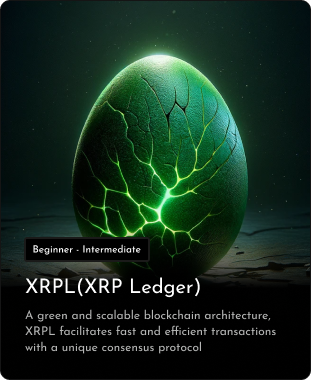 Beginner - Intermediate
XRPL(XRP Ledger)
A green and scalable blockchain architecture,
XRPL facilitates fast and efficient transactions
with a unique consensus protocol